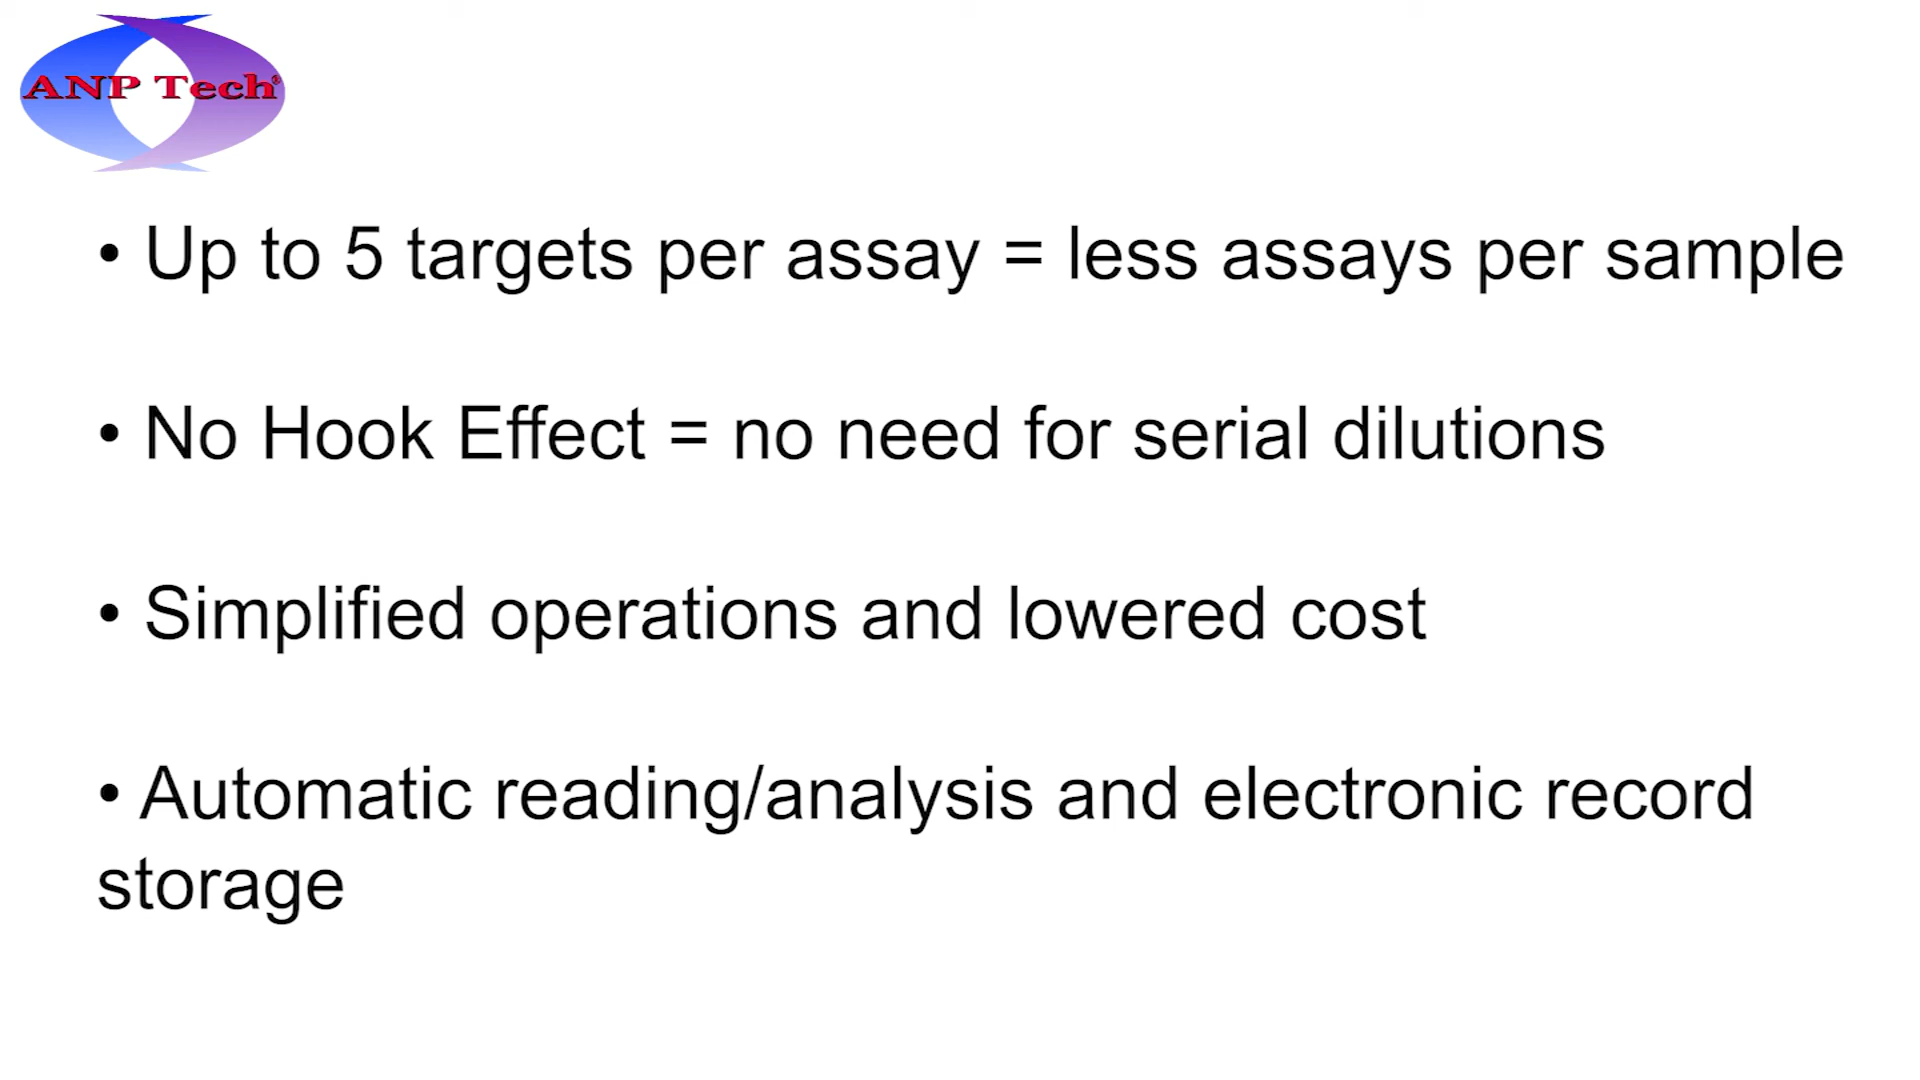 ANP Tech®
• Up to 5 targets per assay = less assays per sample
• No Hook Effect = no need for serial dilutions
• Simplified operations and lowered cost
• Automatic reading/analysis and electronic record
storage